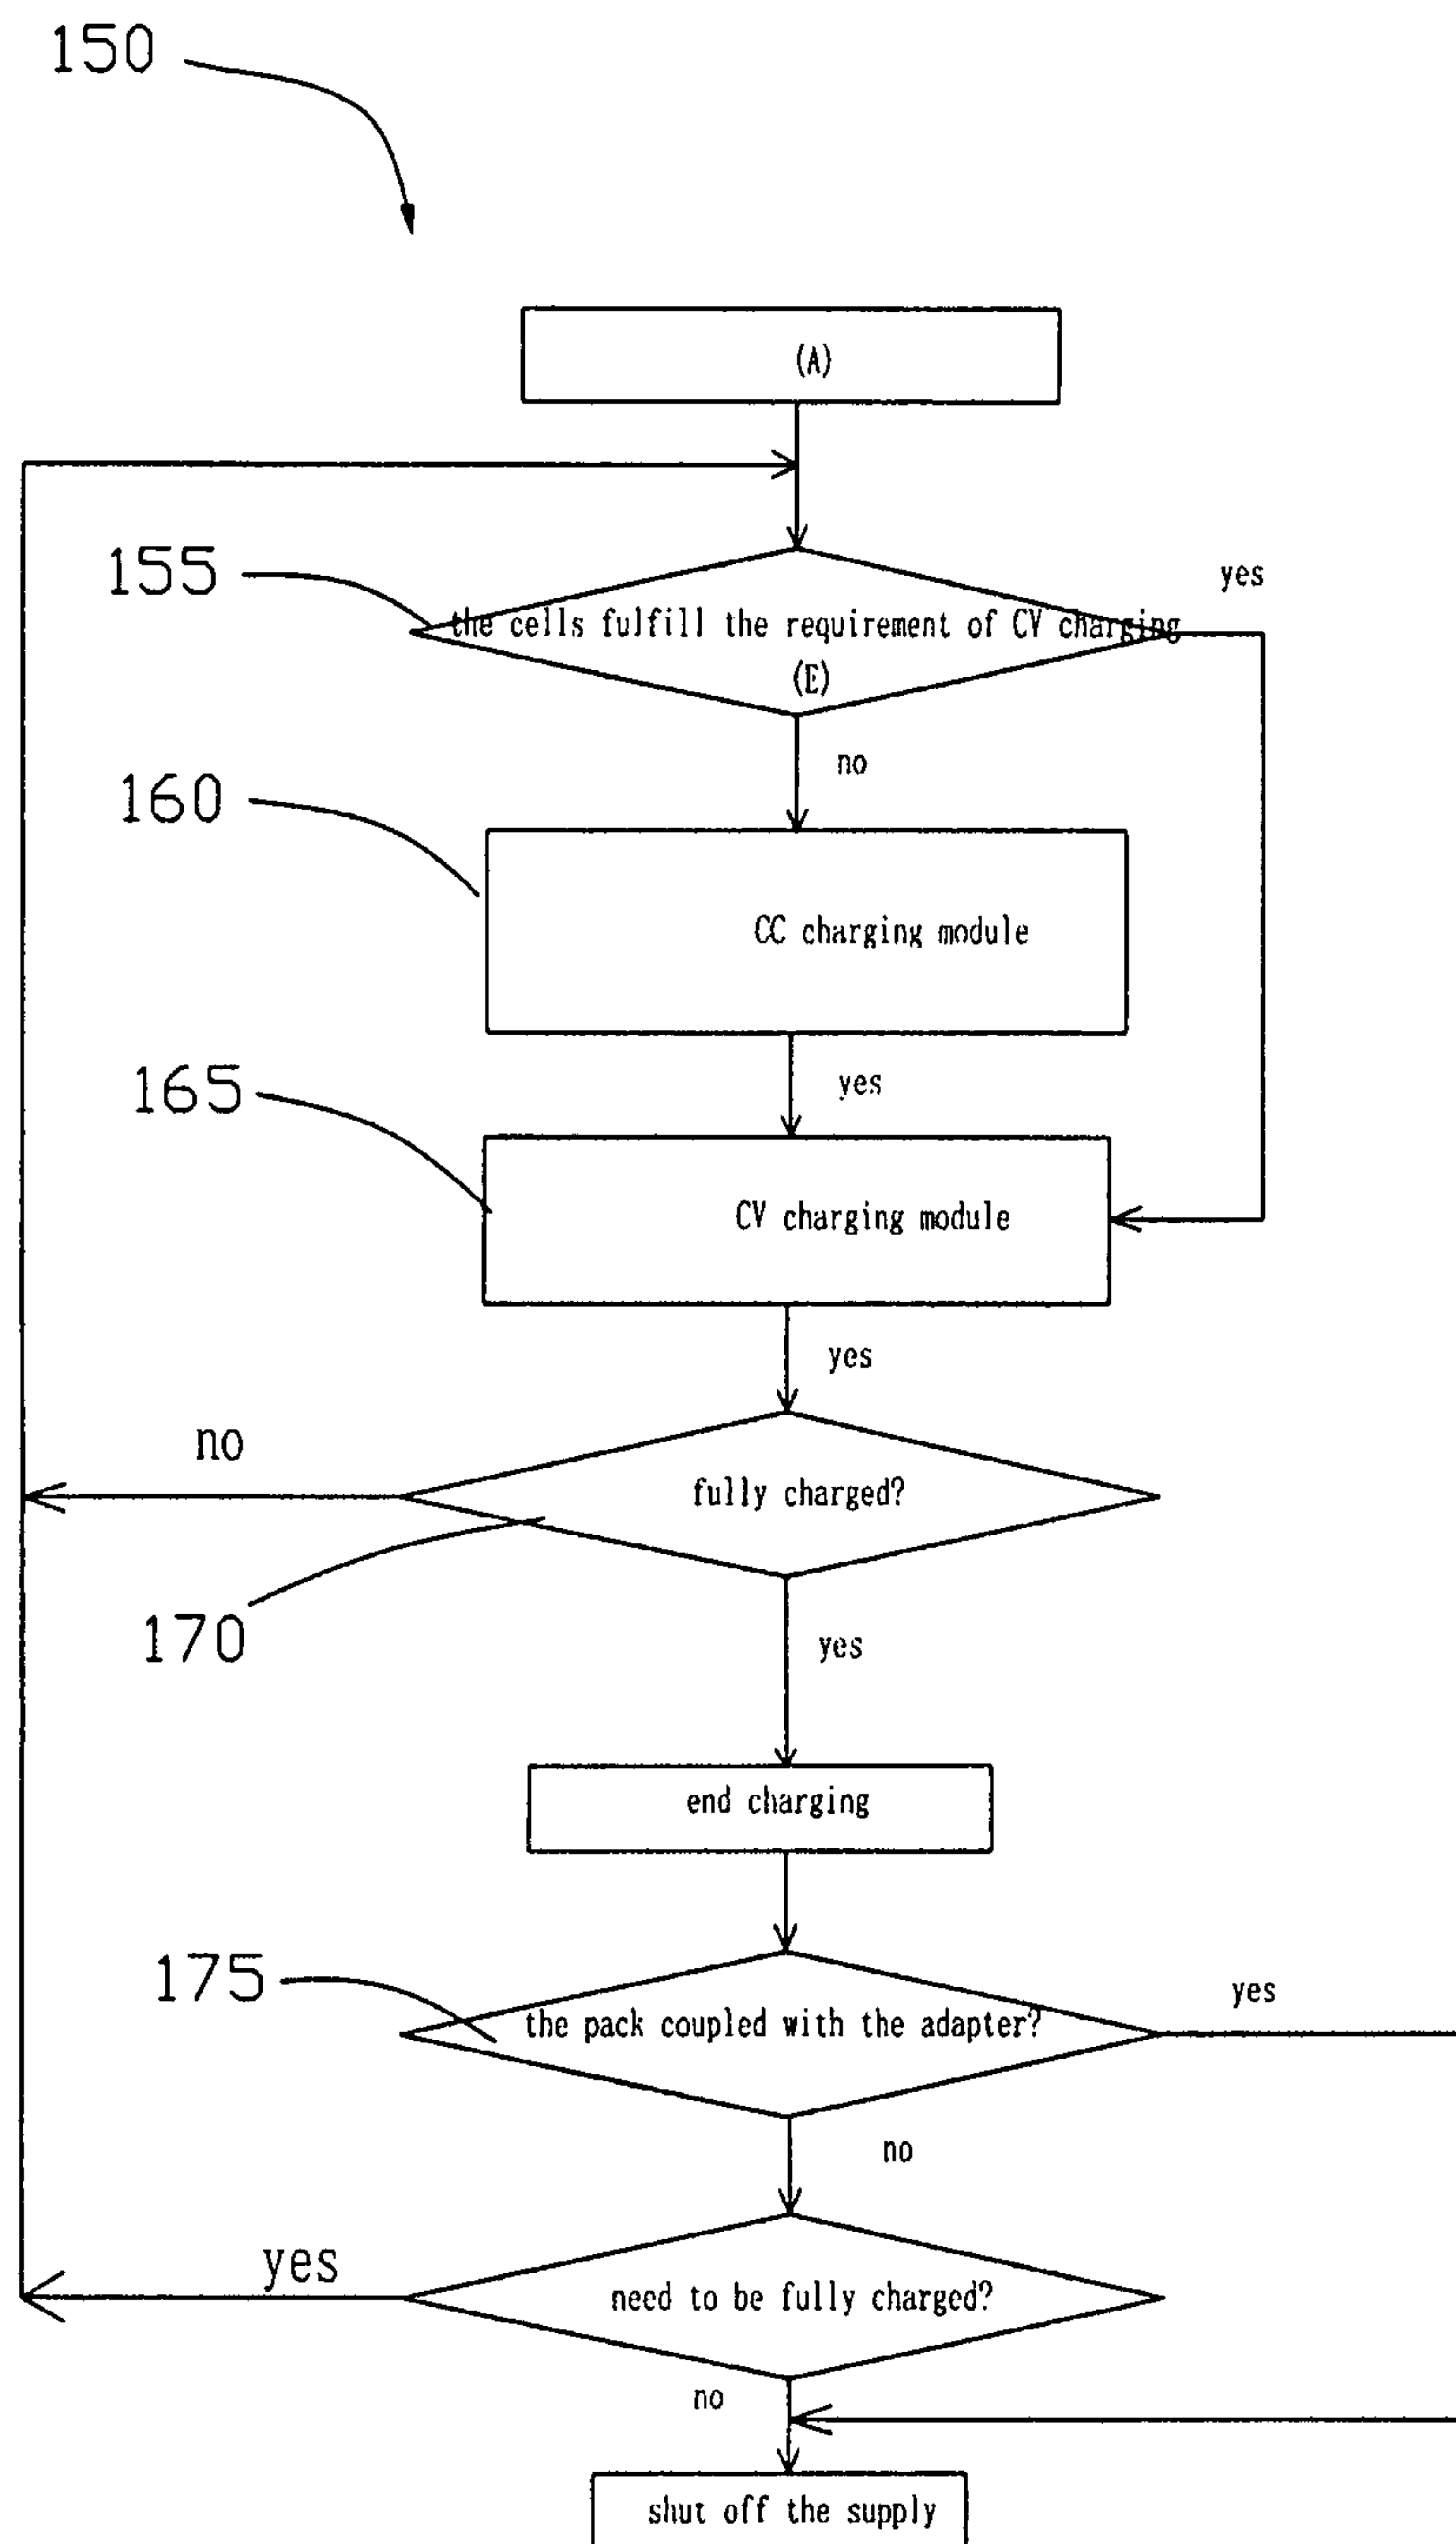 150
(A)
155
yes
the cells fulfill the requirement of CV charging
(E)
no
160
CC charging module
165
yes
CV charging module
yes
no
fully charged?
170
yes
end charging
175
yes
the pack coupled with the adapter?
no
yes
need to be fully charged?
no
shut off the supply